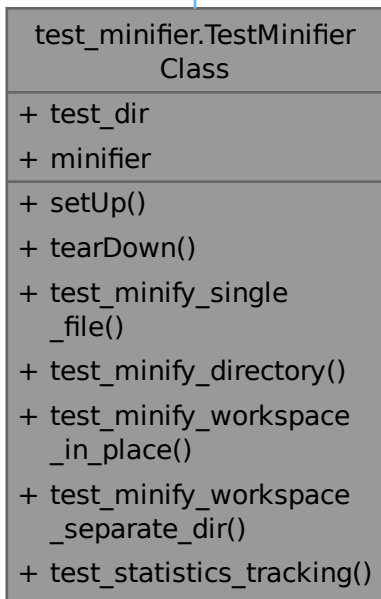 test_minifier.TestMinifier
Class
+ test_dir
+ minifier
+ setUp()
+ tearDown()
+ test_minify_single
_file()
+ test_minify_directory()
+ test_minify_workspace
_in_place()
+ test_minify_workspace
_separate_dir()
+ test_statistics_tracking()